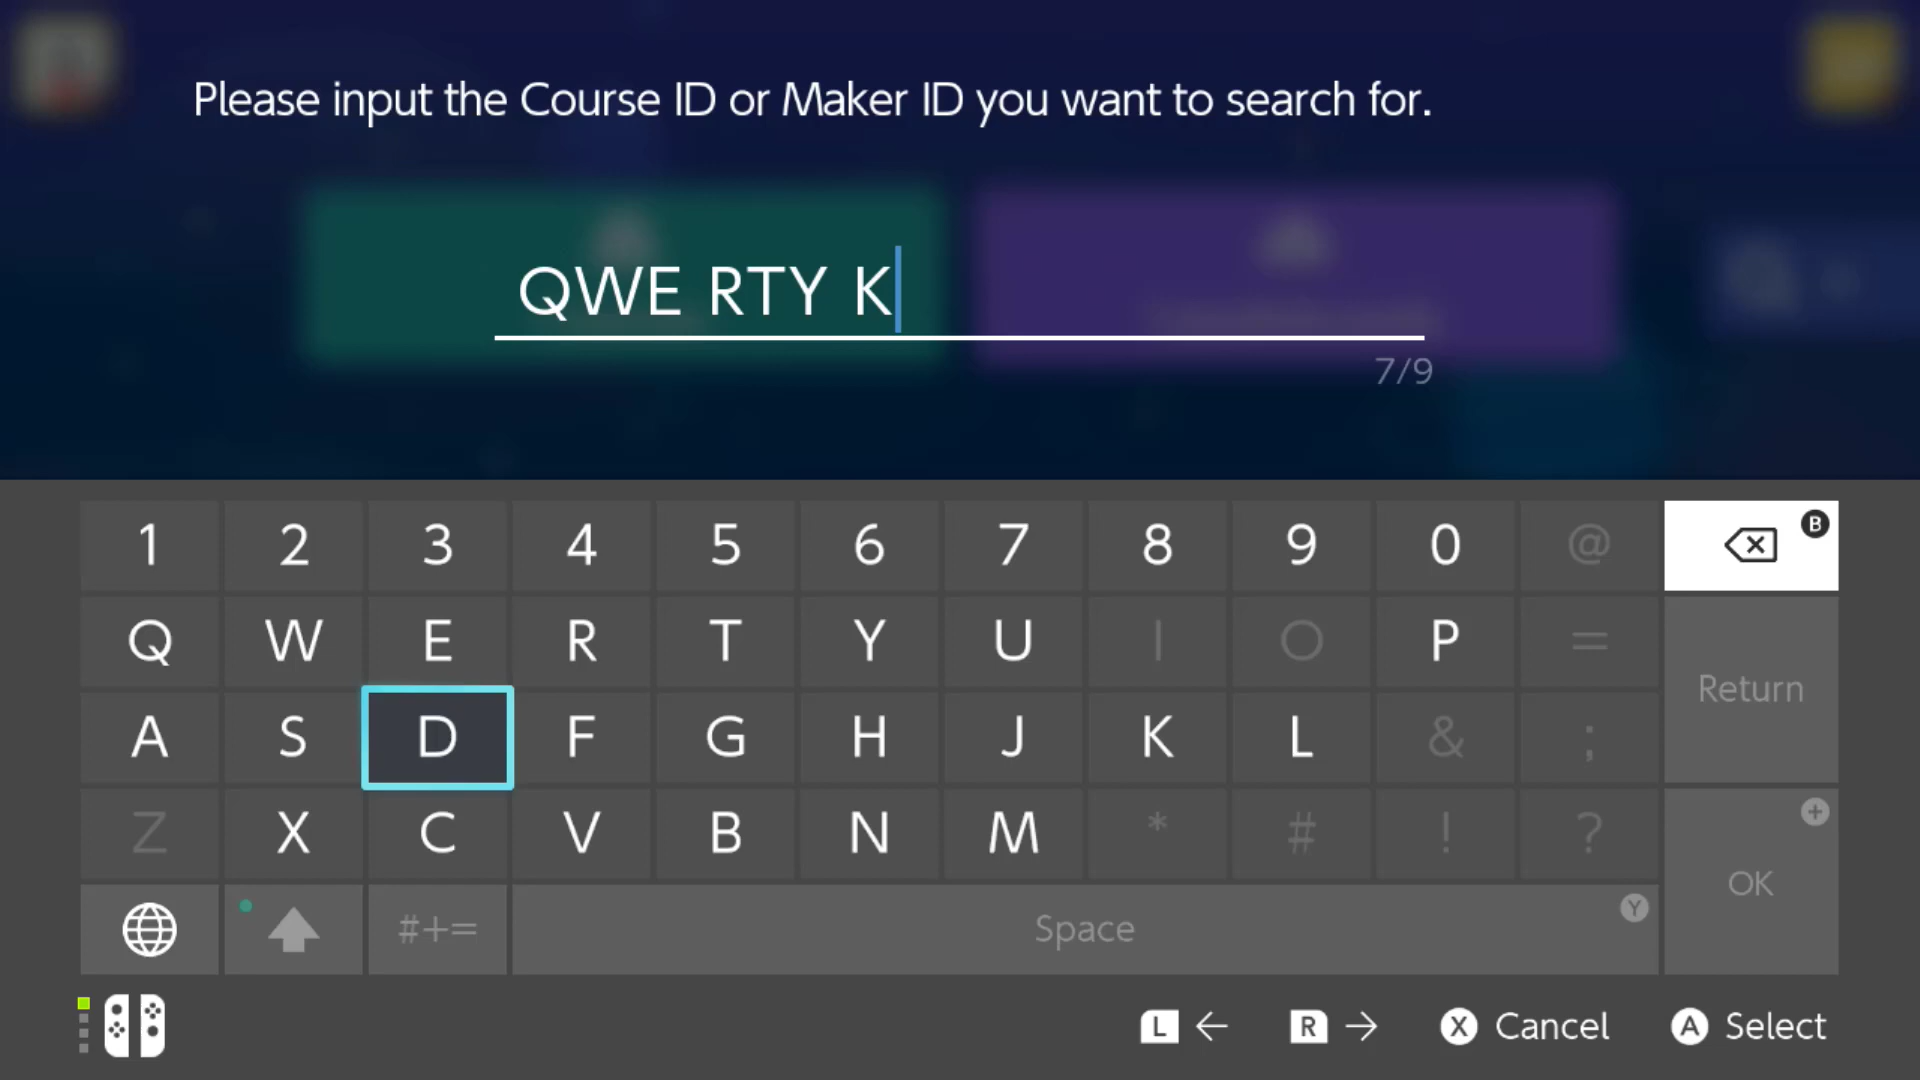 Please input the Course ID or Maker ID you want to search for.
QWE RTY K
7/9
1 2 3 4 5 6 7 8 9 0 @ B
Q W E R T Y U I O P =
Return
A S D F G H J K L & ;
Z X C V B N M * # ! ?
OK
#+= Space Y
L ← R → X Cancel A Select